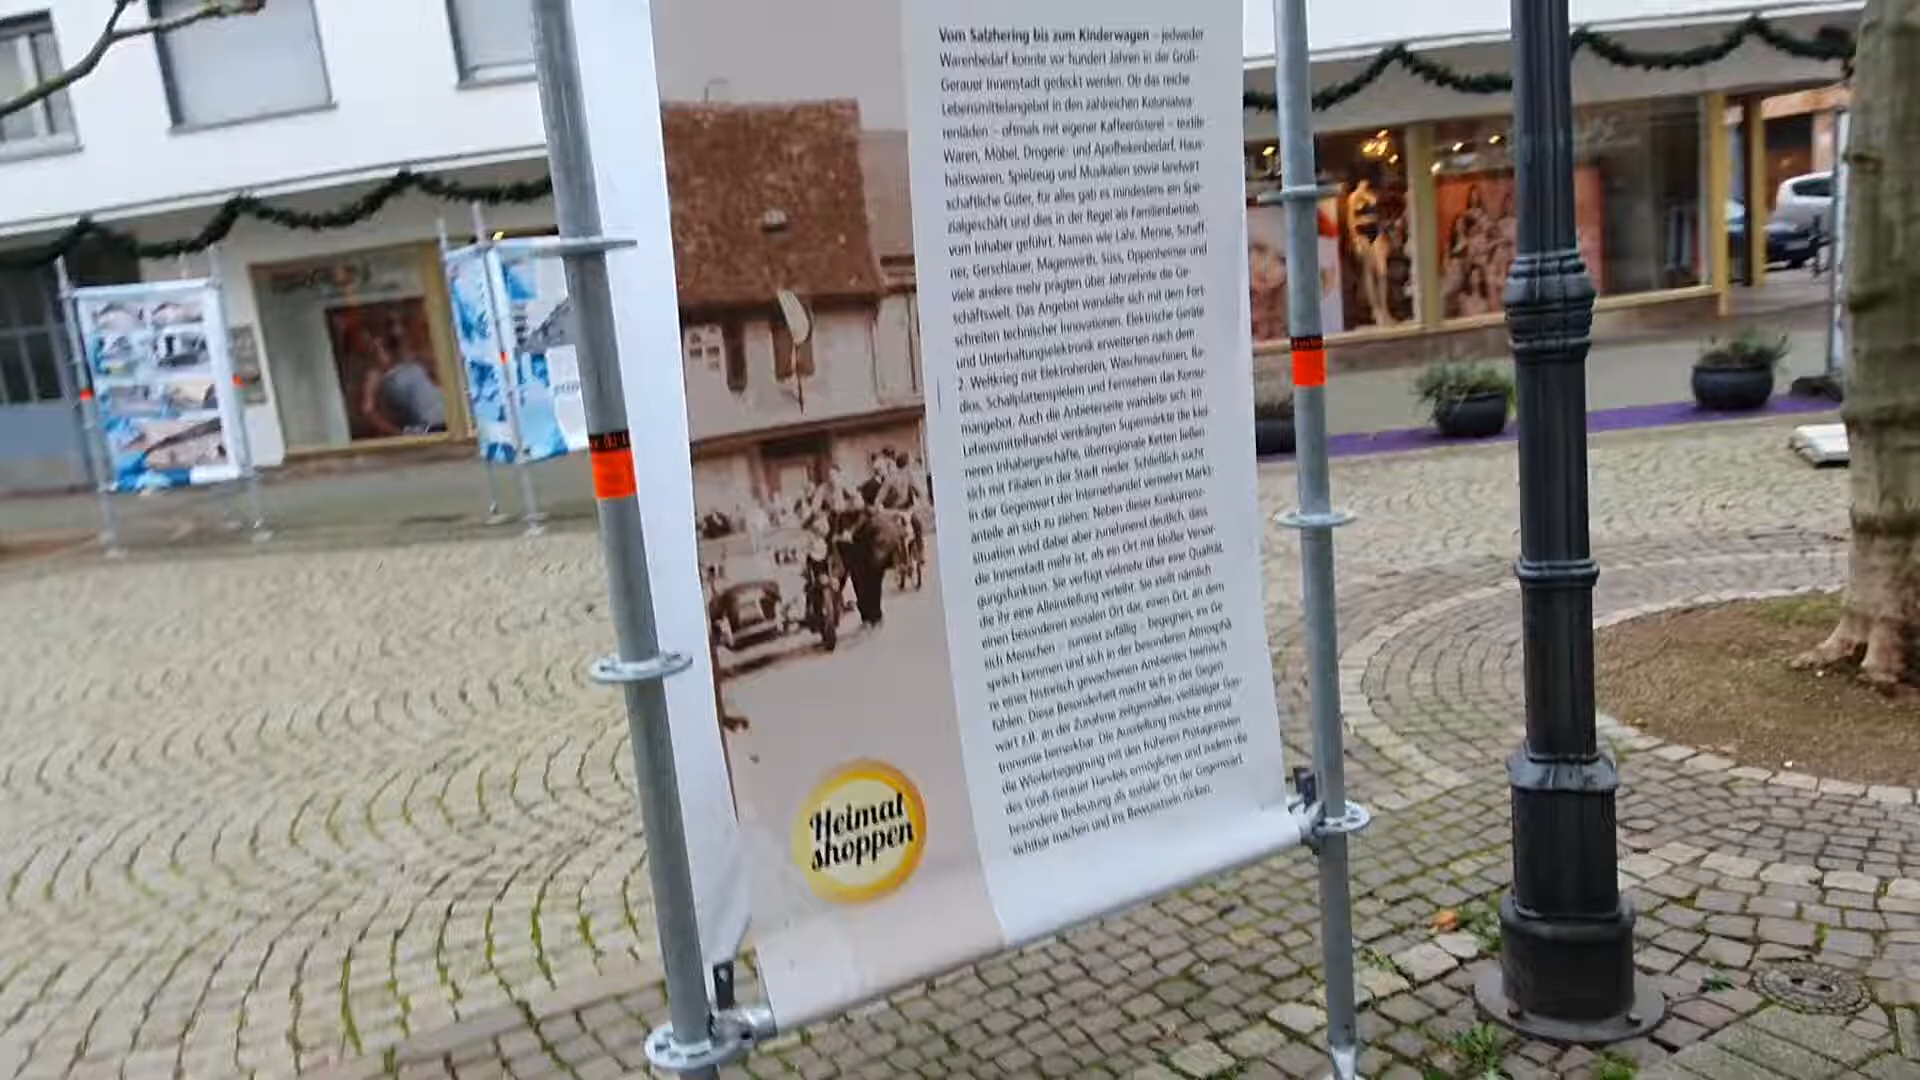 Vom Salzhering bis zum Kinderwagen – jedweder
Warenbedarf konnte vor hundert Jahren in der Groß-
Gerauer Innenstadt gedeckt werden. Ob das reiche
Lebensmittelangebot in den zahlreichen Kolonialwa-
renläden – oftmals mit eigener Kaffeerösterei – textile
Waren, Möbel, Drogerie- und Apothekenbedarf, Haus-
haltswaren, Spielzeug und Musikalien sowie landwirt-
schaftliche Güter, für alles gab es mindestens ein Spe-
zialgeschäft und dies in der Regel als Familienbetrieb,
vom Inhaber geführt. Namen wie Lahr, Menne, Schaff-
ner, Gerschlauer, Magenwirth, Süss, Oppenheimer und
viele andere mehr prägten über Jahrzehnte die Ge-
schäftswelt. Das Angebot wandelte sich mit dem Fort-
schreiten technischer Innovationen. Elektrische Geräte
und Unterhaltungselektronik erweiterten nach dem
2. Weltkrieg mit Elektroherden, Waschmaschinen, Ra-
dios, Schallplattenspielern und Fernsehern das Konsu-
mangebot. Auch die Anbieterseite wandelte sich: im
Lebensmittelhandel verdrängten Supermärkte die klei-
neren Inhabergeschäfte, überregionale Ketten ließen
sich mit Filialen in der Stadt nieder. Schließlich sucht
in der Gegenwart der Internethandel vermehrt Markt-
anteile an sich zu ziehen. Neben dieser Konkurrenz-
situation wird dabei aber zunehmend deutlich, dass
die Innenstadt mehr ist, als ein Ort mit bloßer Versor-
gungsfunktion. Sie verfügt vielmehr über eine Qualität,
die ihr eine Alleinstellung verleiht: Sie stellt nämlich
einen besonderen sozialen Ort dar, einen Ort, an dem
sich Menschen – zumeist zufällig – begegnen, ins Ge-
spräch kommen und sich in der besonderen Atmosphä-
re eines historisch gewachsenen Ambientes heimisch
fühlen. Diese Besonderheit macht sich in der Gegen-
wart z.B. an der Zunahme zeitgemäßer, vielfältiger Gas-
tronomie bemerkbar. Die Ausstellung möchte einmal
die Wiederbegegnung mit den früheren Protagonisten
des Groß-Gerauer Handels ermöglichen und zudem die
besondere Bedeutung als sozialer Ort der Gegenwart
sichtbar machen und ins Bewusstsein rücken.
Heimat
shoppen